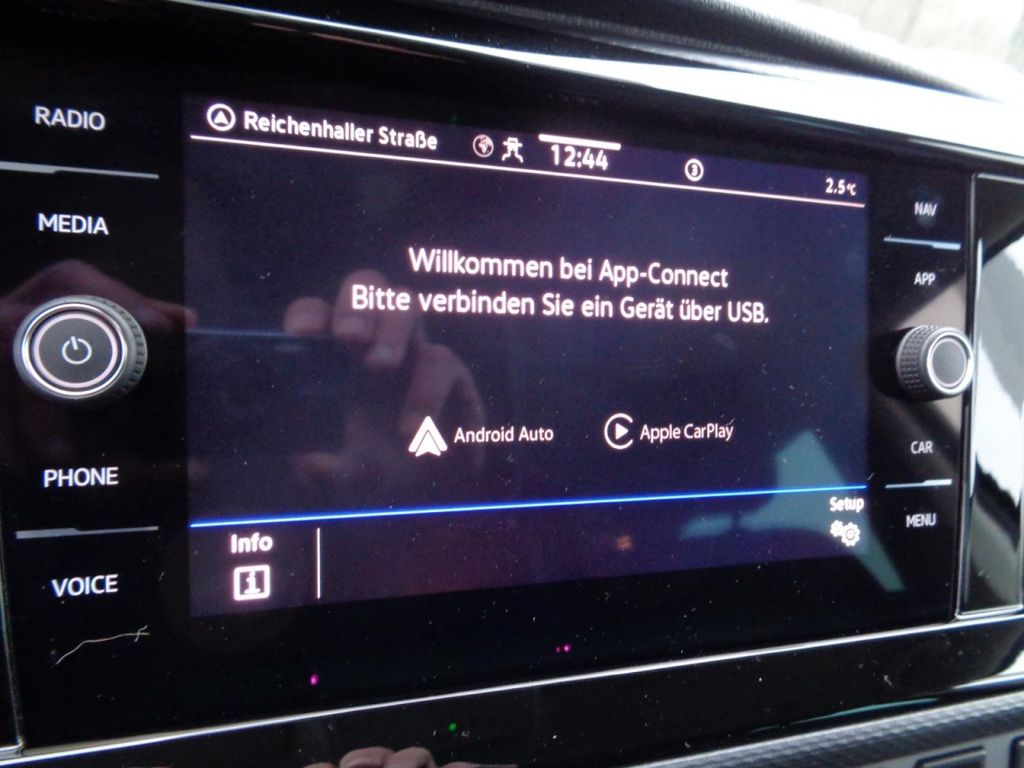 RADIO
MEDIA
PHONE
VOICE
Reichenhaller Straße
12:44
3
2.5°C
Willkommen bei App-Connect
Bitte verbinden Sie ein Gerät über USB.
Android Auto
Apple CarPlay
Info
i
Setup
NAV
APP
CAR
MENU